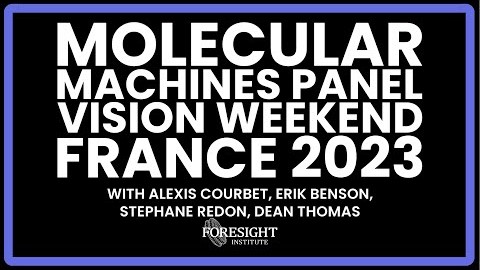 MOLECULAR
MACHINES PANEL
VISION WEEKEND
FRANCE 2023
WITH ALEXIS COURBET, ERIK BENSON,
STEPHANE REDON, DEAN THOMAS
FORESIGHT
INSTITUTE